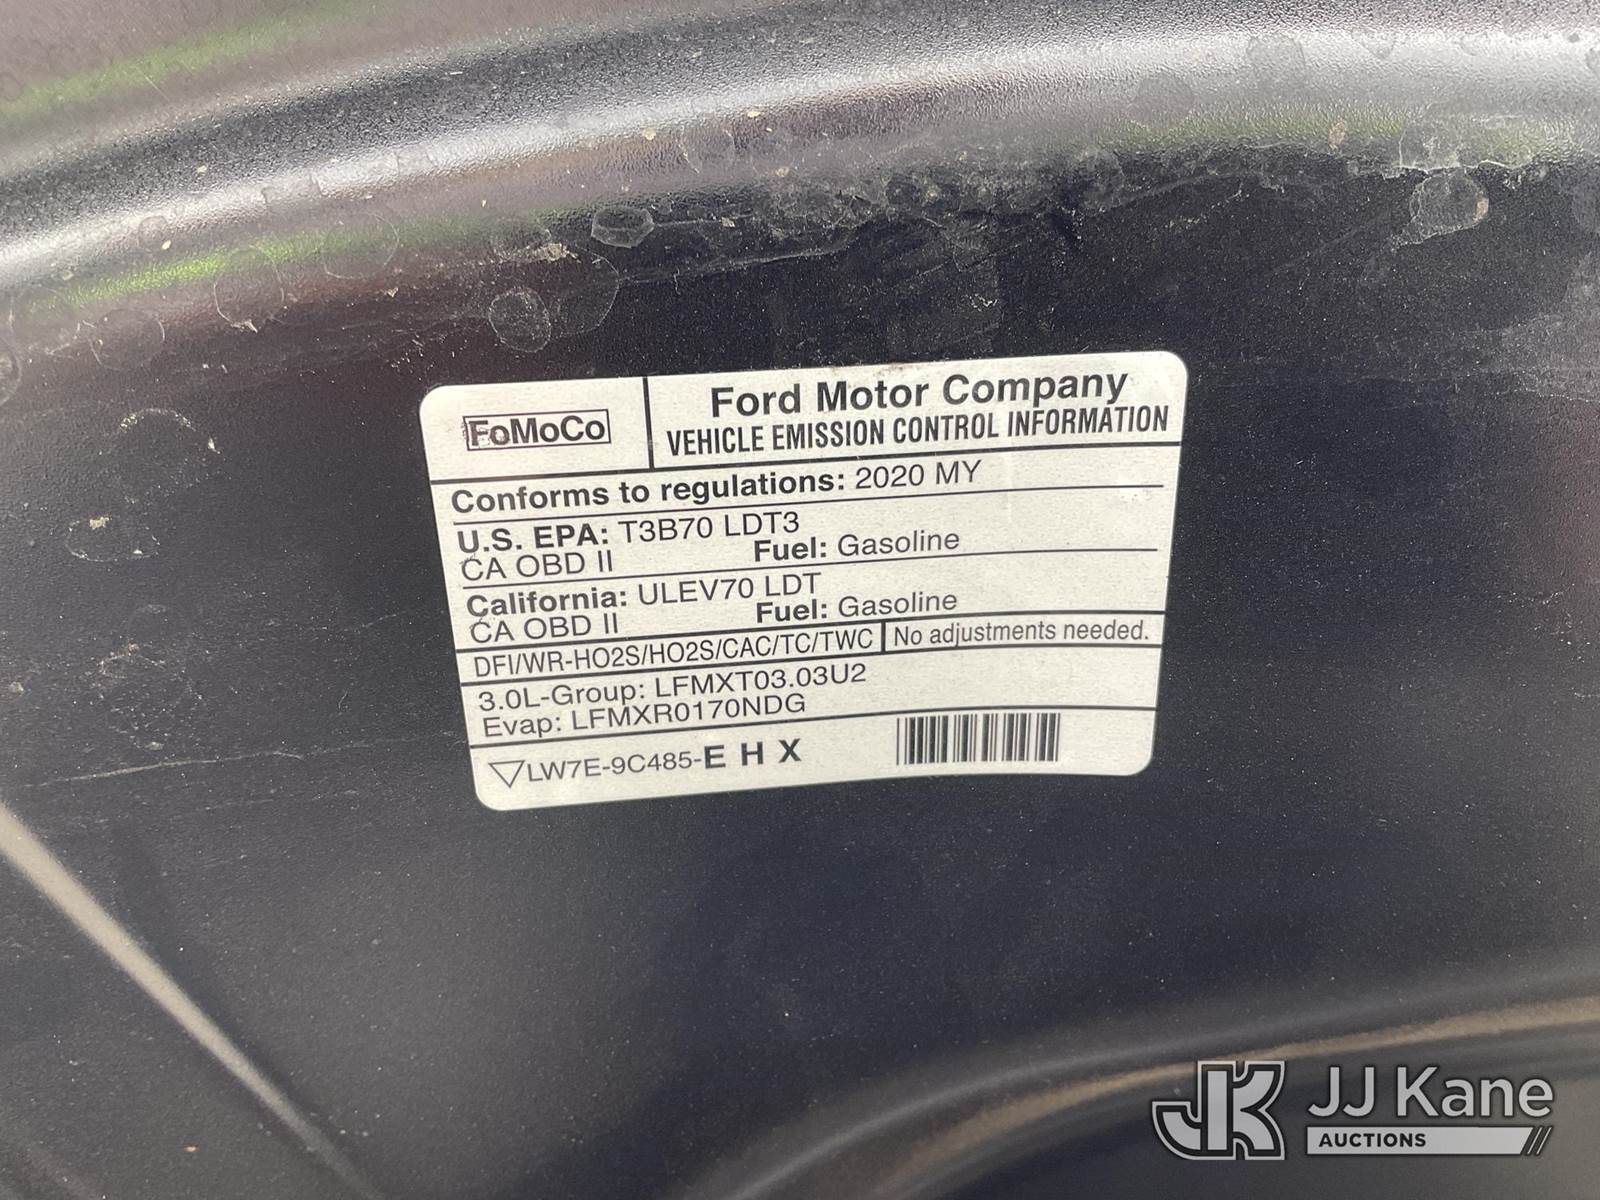 FoMoCo
Ford Motor Company
VEHICLE EMISSION CONTROL INFORMATION
Conforms to regulations: 2020 MY
U.S. EPA: T3B70 LDT3
CA OBD II Fuel: Gasoline
California: ULEV70 LDT
CA OBD II Fuel: Gasoline
DFI/WR-HO2S/HO2S/CAC/TC/TWC No adjustments needed.
3.0L-Group: LFMXT03.03U2
Evap: LFMXR0170NDG
LW7E-9C485-E H X
JK JJ Kane
AUCTIONS